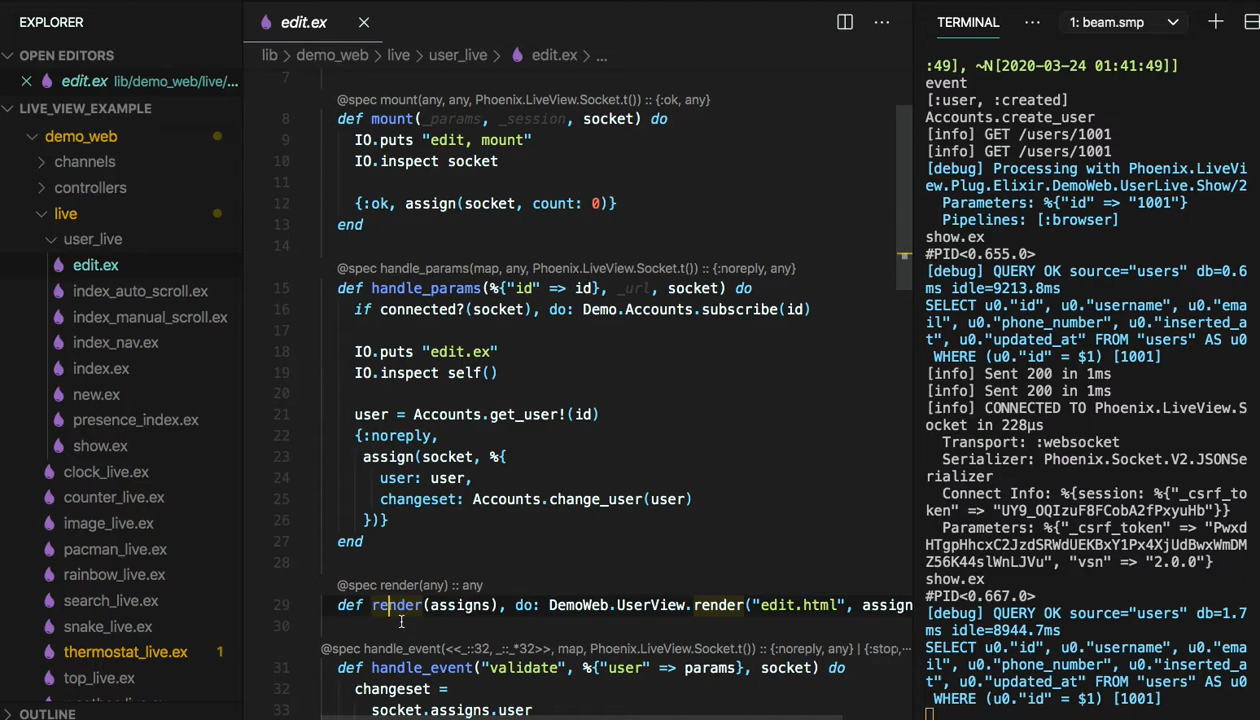 EXPLORER
OPEN EDITORS
edit.ex lib/demo_web/live/...
LIVE_VIEW_EXAMPLE
demo_web
channels
controllers
live
user_live
edit.ex
index_auto_scroll.ex
index_manual_scroll.ex
index_nav.ex
index.ex
new.ex
presence_index.ex
show.ex
clock_live.ex
counter_live.ex
image_live.ex
pacman_live.ex
rainbow_live.ex
search_live.ex
snake_live.ex
thermostat_live.ex 1
top_live.ex
OUTLINE
edit.ex
lib > demo_web > live > user_live > edit.ex > ...
7
@spec mount(any, any, Phoenix.LiveView.Socket.t()) :: {:ok, any}
8 def mount(_params, _session, socket) do
9 IO.puts "edit, mount"
10 IO.inspect socket
11
12 {:ok, assign(socket, count: 0)}
13 end
14
@spec handle_params(map, any, Phoenix.LiveView.Socket.t()) :: {:noreply, any}
15 def handle_params(%{"id" => id}, _url, socket) do
16 if connected?(socket), do: Demo.Accounts.subscribe(id)
17
18 IO.puts "edit.ex"
19 IO.inspect self()
20
21 user = Accounts.get_user!(id)
22 {:noreply,
23 assign(socket, %{
24 user: user,
25 changeset: Accounts.change_user(user)
26 })}
27 end
28
@spec render(any) :: any
29 def render(assigns), do: DemoWeb.UserView.render("edit.html", assign
30
@spec handle_event(<<_::32, _::_*32>>, map, Phoenix.LiveView.Socket.t()) :: {:noreply, any} | {:stop,...
31 def handle_event("validate", %{"user" => params}, socket) do
32 changeset =
33 socket.assigns.user
TERMINAL ... 1: beam.smp
:49], ~N[2020-03-24 01:41:49]]
event
[:user, :created]
Accounts.create_user
[info] GET /users/1001
[info] GET /users/1001
[debug] Processing with Phoenix.LiveVi
ew.Plug.Elixir.DemoWeb.UserLive.Show/2
Parameters: %{"id" => "1001"}
Pipelines: [:browser]
show.ex
#PID<0.655.0>
[debug] QUERY OK source="users" db=0.6
ms idle=9213.8ms
SELECT u0."id", u0."username", u0."ema
il", u0."phone_number", u0."inserted_a
t", u0."updated_at" FROM "users" AS u0
WHERE (u0."id" = $1) [1001]
[info] Sent 200 in 1ms
[info] Sent 200 in 1ms
[info] CONNECTED TO Phoenix.LiveView.S
ocket in 228µs
Transport: :websocket
Serializer: Phoenix.Socket.V2.JSONSe
rializer
Connect Info: %{session: %{"_csrf_to
ken" => "UY9_OQIzuF8FCobA2fPxyuHb"}}
Parameters: %{"_csrf_token" => "Pwxd
HTgpHhcxC2JzdSRWdUEKBxY1Px4XjUdBwxWmDM
Z56K44slWnLJVu", "vsn" => "2.0.0"}
show.ex
#PID<0.667.0>
[debug] QUERY OK source="users" db=1.7
ms idle=8944.7ms
SELECT u0."id", u0."username", u0."ema
il", u0."phone_number", u0."inserted_a
t", u0."updated_at" FROM "users" AS u0
WHERE (u0."id" = $1) [1001]